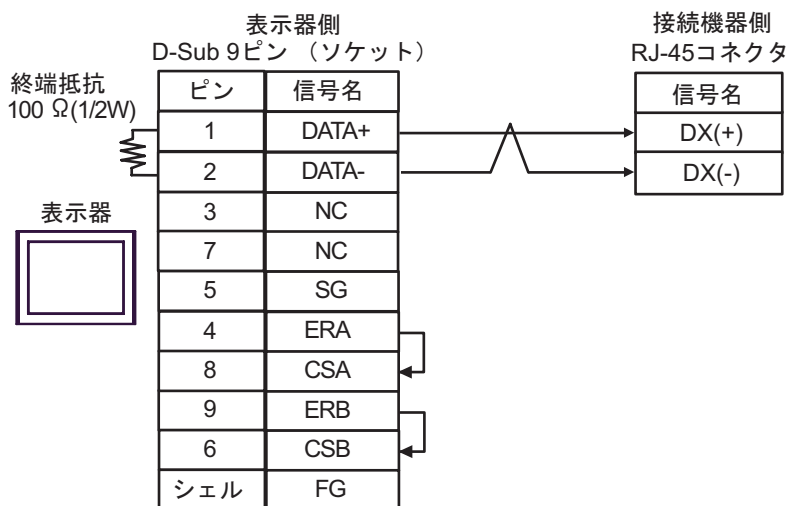 表示器側
D-Sub 9ピン （ソケット）
接続機器側
RJ-45コネクタ
終端抵抗
100 Ω(1/2W)
ピン 信号名
信号名
1 DATA+
DX(+)
2 DATA-
DX(-)
表示器
3 NC
7 NC
5 SG
4 ERA
8 CSA
9 ERB
6 CSB
シェル FG